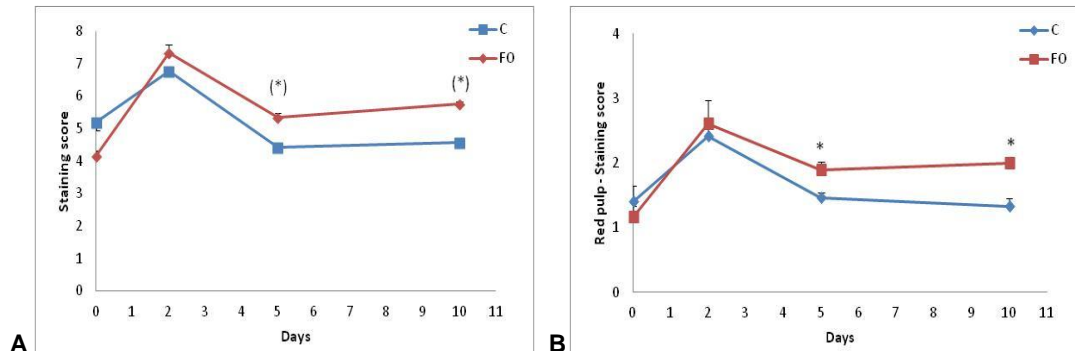 8
7
6
5
4
3
2
1
0
Staining score
C
FO
(*)
(*)
0 1 2 3 4 5 6 7 8 9 10 11
Days
A
4
3
2
1
0
Red pulp - Staining score
C
FO
*
*
0 1 2 3 4 5 6 7 8 9 10 11
Days
B